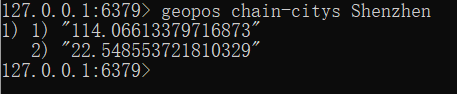 127.0.0.1:6379> geopos chain-citys Shenzhen
1) 1) "114.06613379716873"
   2) "22.548553721810329"
127.0.0.1:6379>